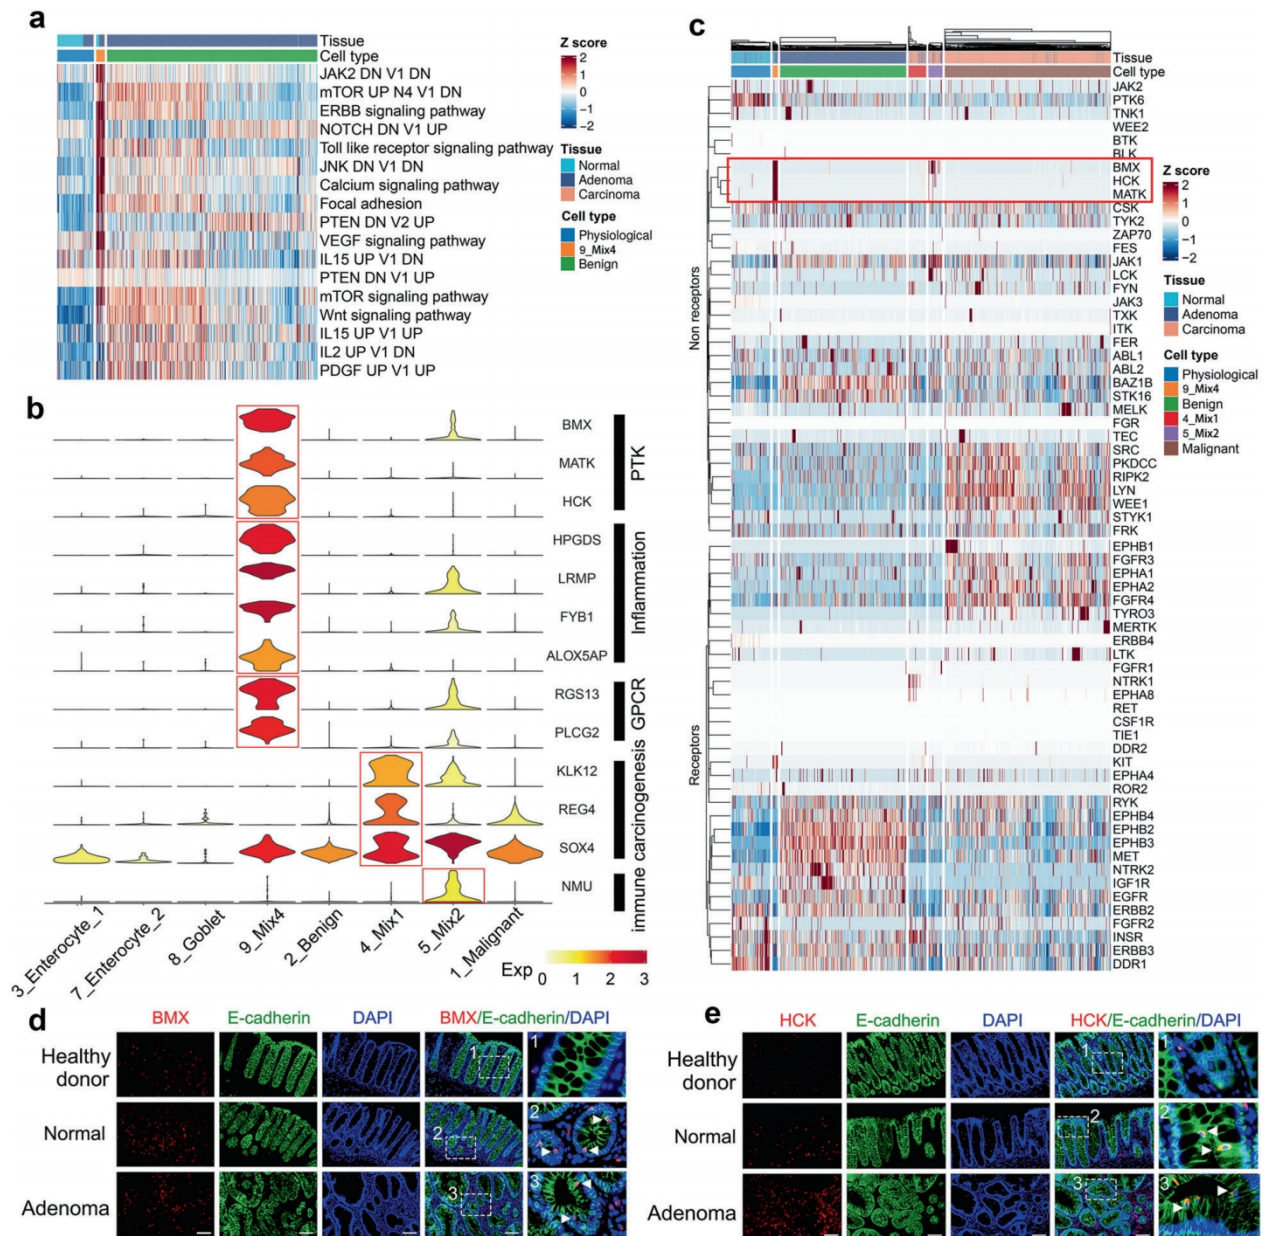 a
Tissue
Cell type
JAK2 DN V1 DN
mTOR UP N4 V1 DN
ERBB signaling pathway
NOTCH DN V1 UP
Toll like receptor signaling pathway
JNK DN V1 DN
Calcium signaling pathway
Focal adhesion
PTEN DN V2 UP
VEGF signaling pathway
IL15 UP V1 DN
PTEN DN V1 UP
mTOR signaling pathway
Wnt signaling pathway
IL15 UP V1 UP
IL2 UP V1 DN
PDGF UP V1 UP
Z score
2
1
0
−1
−2
Tissue
Normal
Adenoma
Carcinoma
Cell type
Physiological
9_Mix4
Benign
b
BMX
MATK
HCK
HPGDS
LRMP
FYB1
ALOX5AP
RGS13
PLCG2
KLK12
REG4
SOX4
NMU
PTK
Inflammation
GPCR
carcinogenesis
immune
3_Enterocyte_1
7_Enterocyte_2
8_Goblet
9_Mix4
2_Benign
4_Mix1
5_Mix2
1_Malignant
Exp
0 1 2 3
c
Tissue
Cell type
Non receptors
JAK2
PTK6
TNK1
WEE2
BTK
BLK
BMX
HCK
MATK
CSK
TYK2
ZAP70
FES
JAK1
LCK
FYN
JAK3
TXK
ITK
FER
ABL1
ABL2
BAZ1B
STK16
MELK
FGR
TEC
SRC
PKDCC
RIPK2
LYN
WEE1
STYK1
FRK
Receptors
EPHB1
FGFR3
EPHA1
EPHA2
FGFR4
TYRO3
MERTK
ERBB4
LTK
FGFR1
NTRK1
EPHA8
RET
CSF1R
TIE1
DDR2
KIT
EPHA4
ROR2
RYK
EPHB4
EPHB2
EPHB3
MET
NTRK2
IGF1R
EGFR
ERBB2
FGFR2
INSR
ERBB3
DDR1
Z score
2
1
0
−1
−2
Tissue
Normal
Adenoma
Carcinoma
Cell type
Physiological
9_Mix4
Benign
4_Mix1
5_Mix2
Malignant
d
BMX E-cadherin DAPI BMX/E-cadherin/DAPI
Healthy donor
1
1
Normal
2
2
Adenoma
3
3
e
HCK E-cadherin DAPI HCK/E-cadherin/DAPI
Healthy donor
1
1
Normal
2
2
Adenoma
3
3